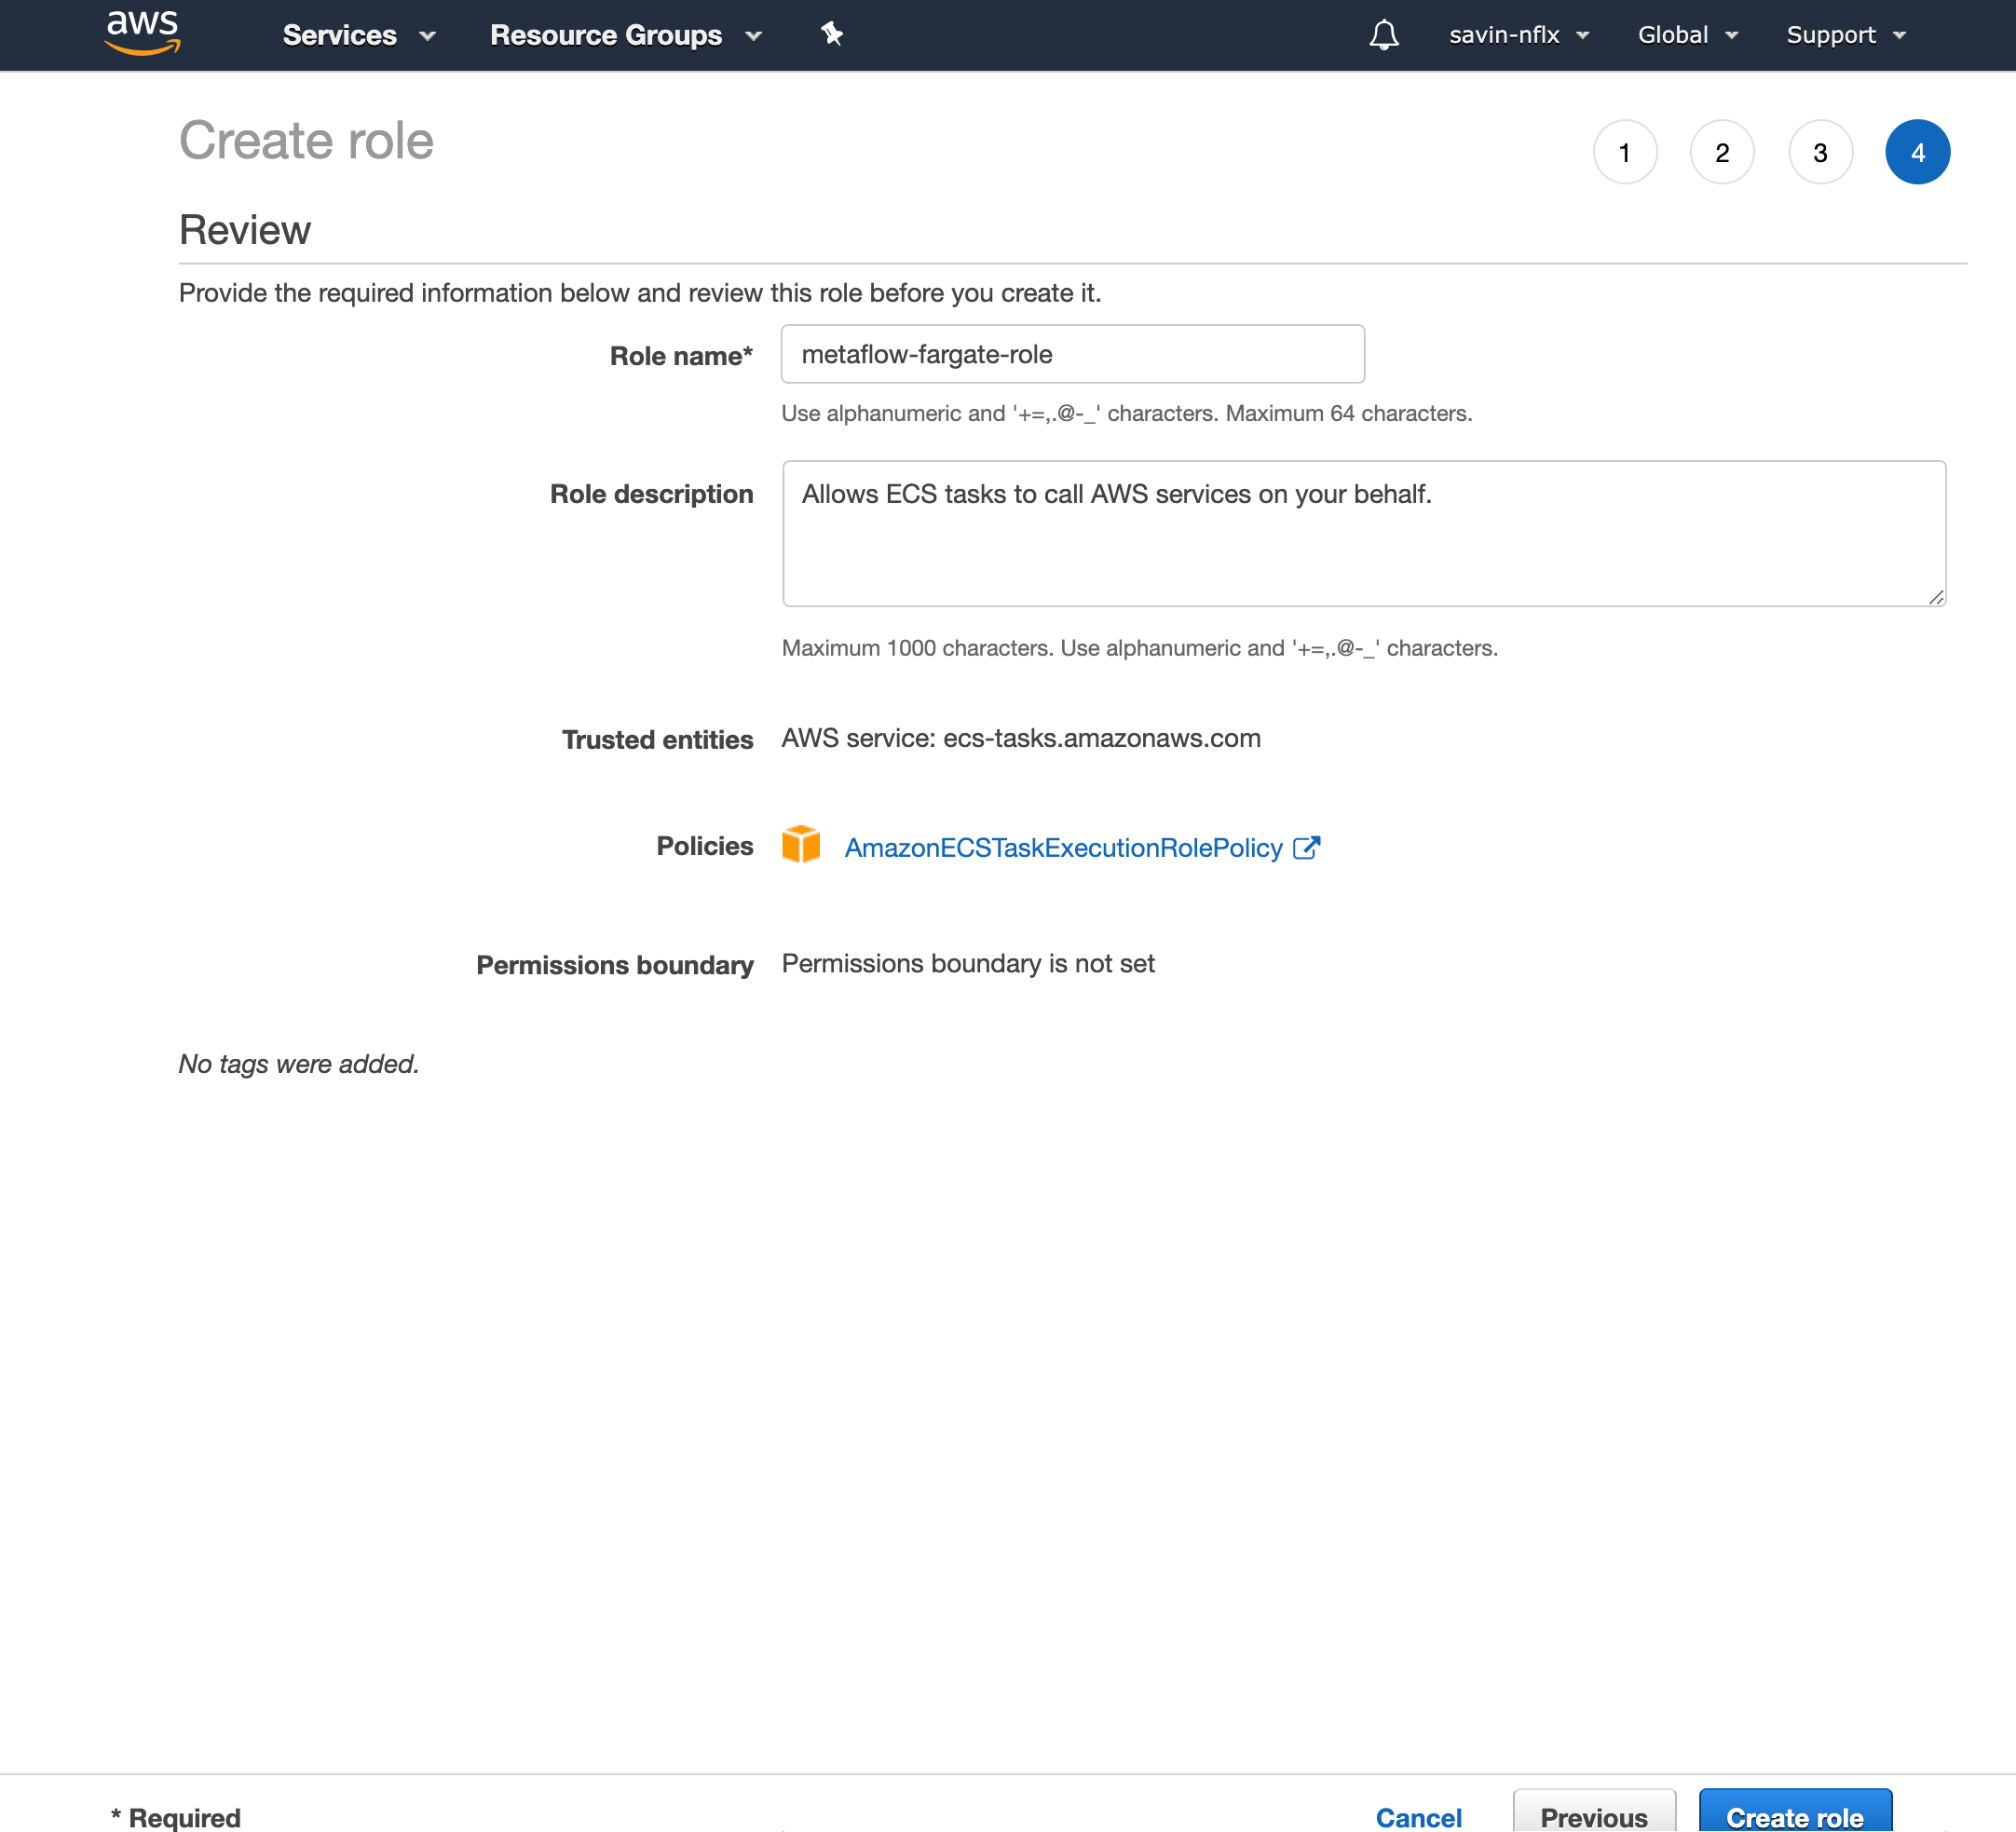 aws Services Resource Groups savin-nflx Global Support
Create role
1 2 3 4
Review
Provide the required information below and review this role before you create it.
Role name* metaflow-fargate-role
Use alphanumeric and '+=,.@-_' characters. Maximum 64 characters.
Role description Allows ECS tasks to call AWS services on your behalf.
Maximum 1000 characters. Use alphanumeric and '+=,.@-_' characters.
Trusted entities AWS service: ecs-tasks.amazonaws.com
Policies AmazonECSTaskExecutionRolePolicy
Permissions boundary Permissions boundary is not set
No tags were added.
* Required Cancel Previous Create role